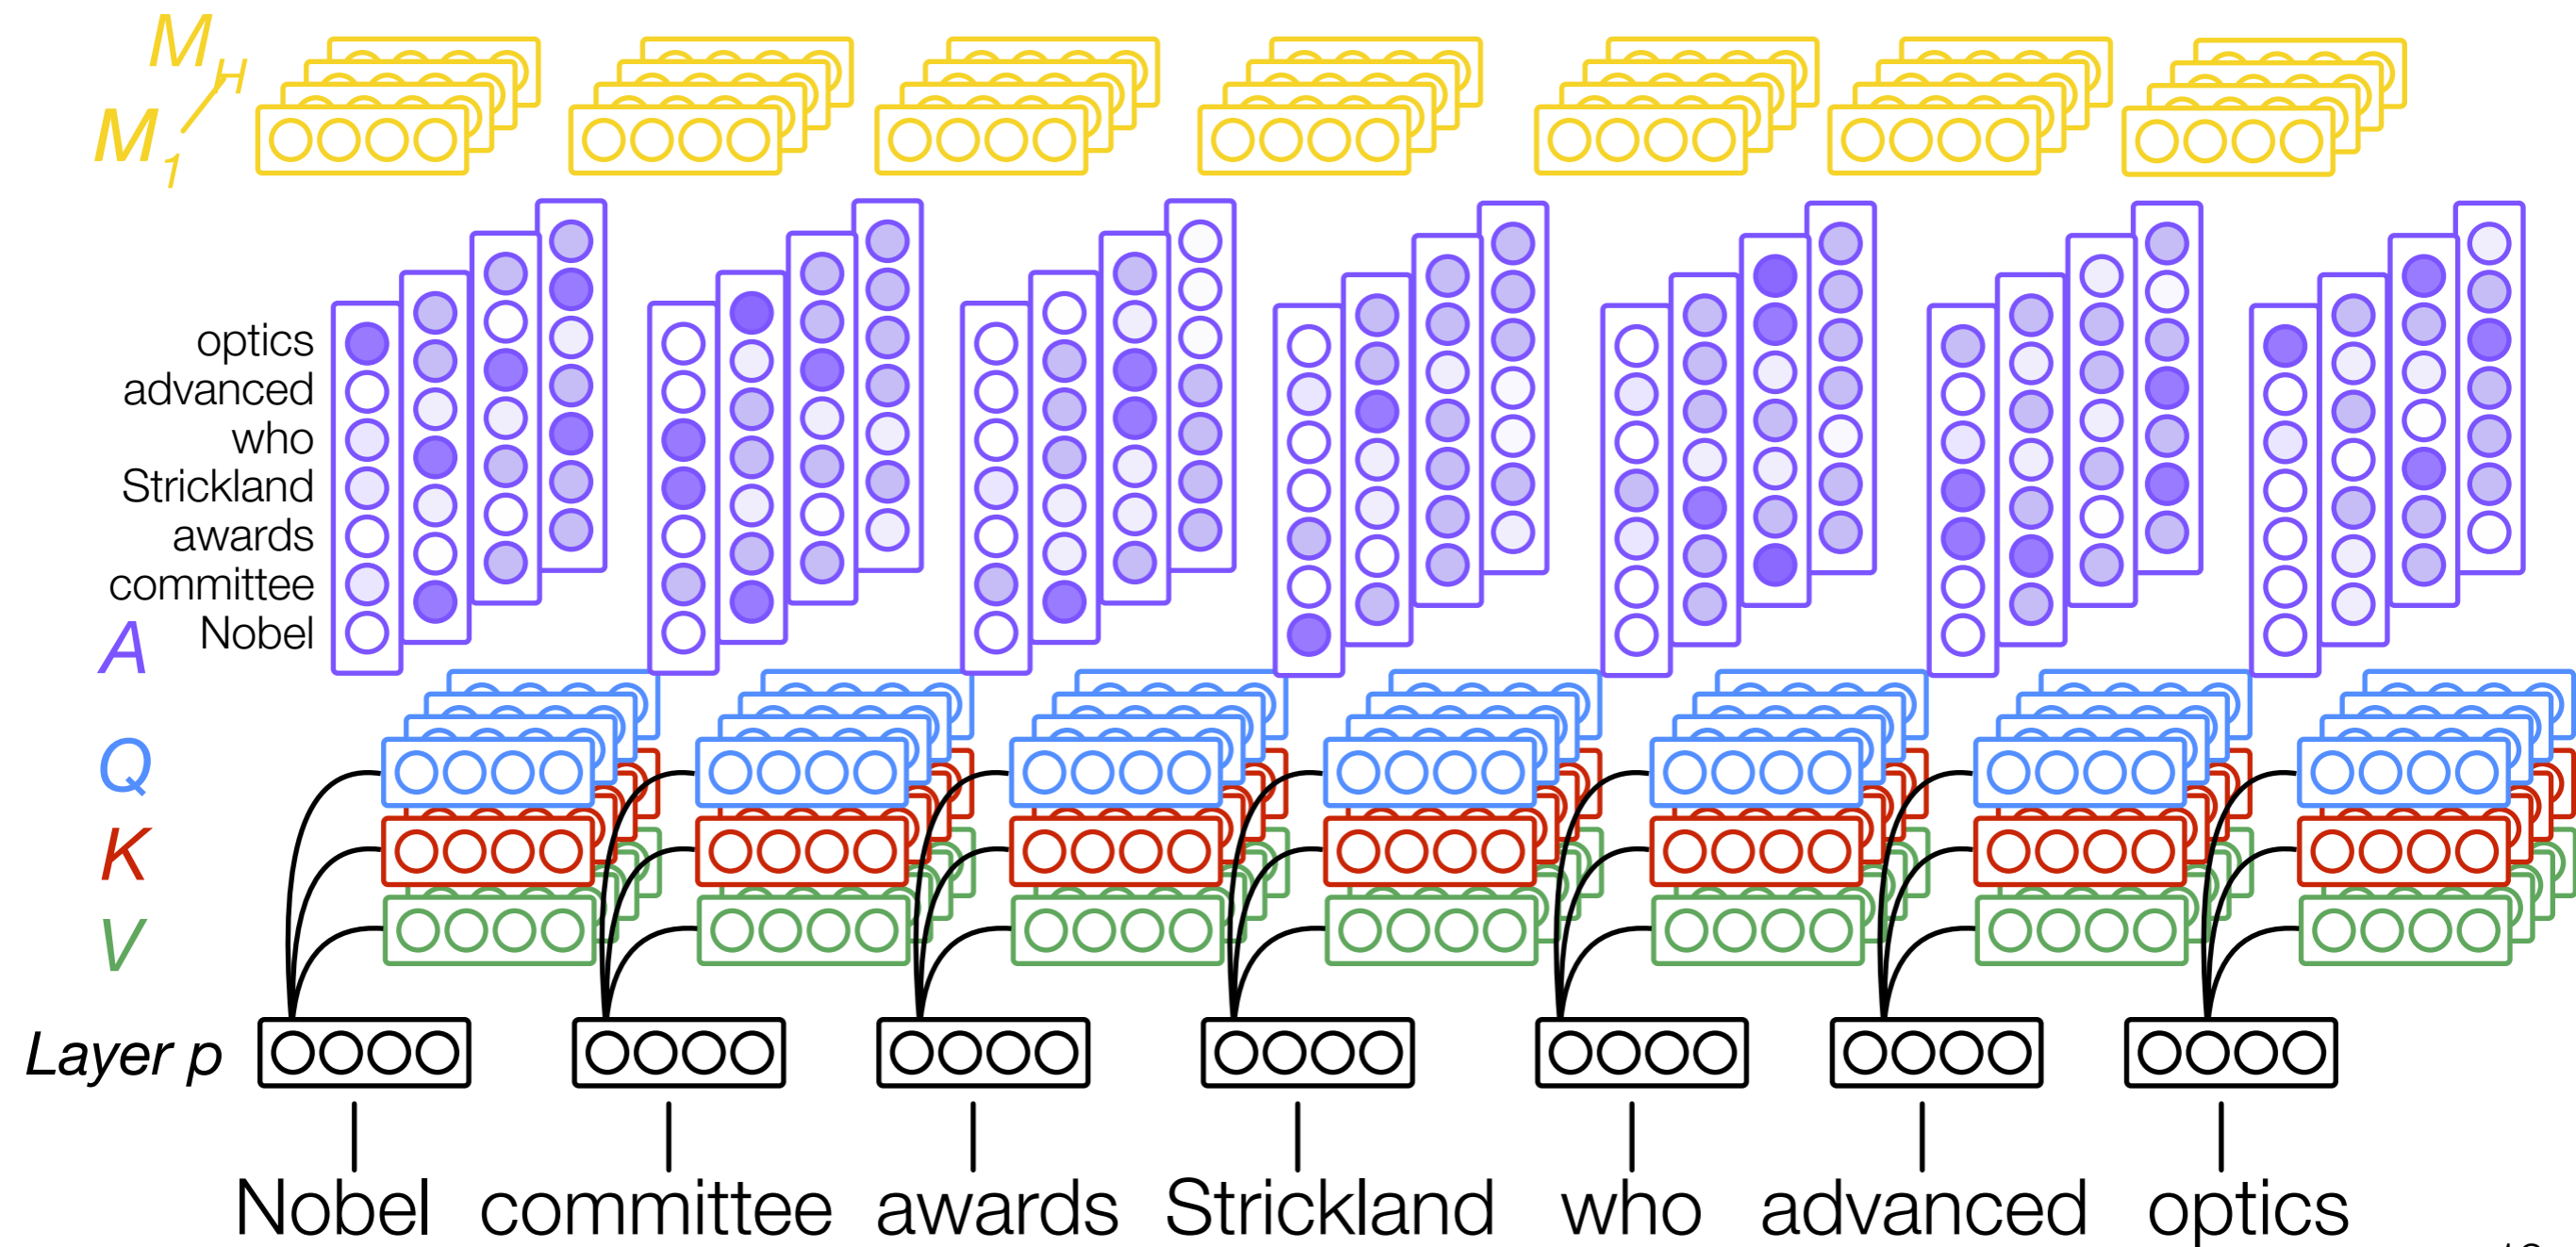 M_H
M_1
optics
advanced
who
Strickland
awards
committee
Nobel
A
Q
K
V
Layer p
Nobel committee awards Strickland who advanced optics